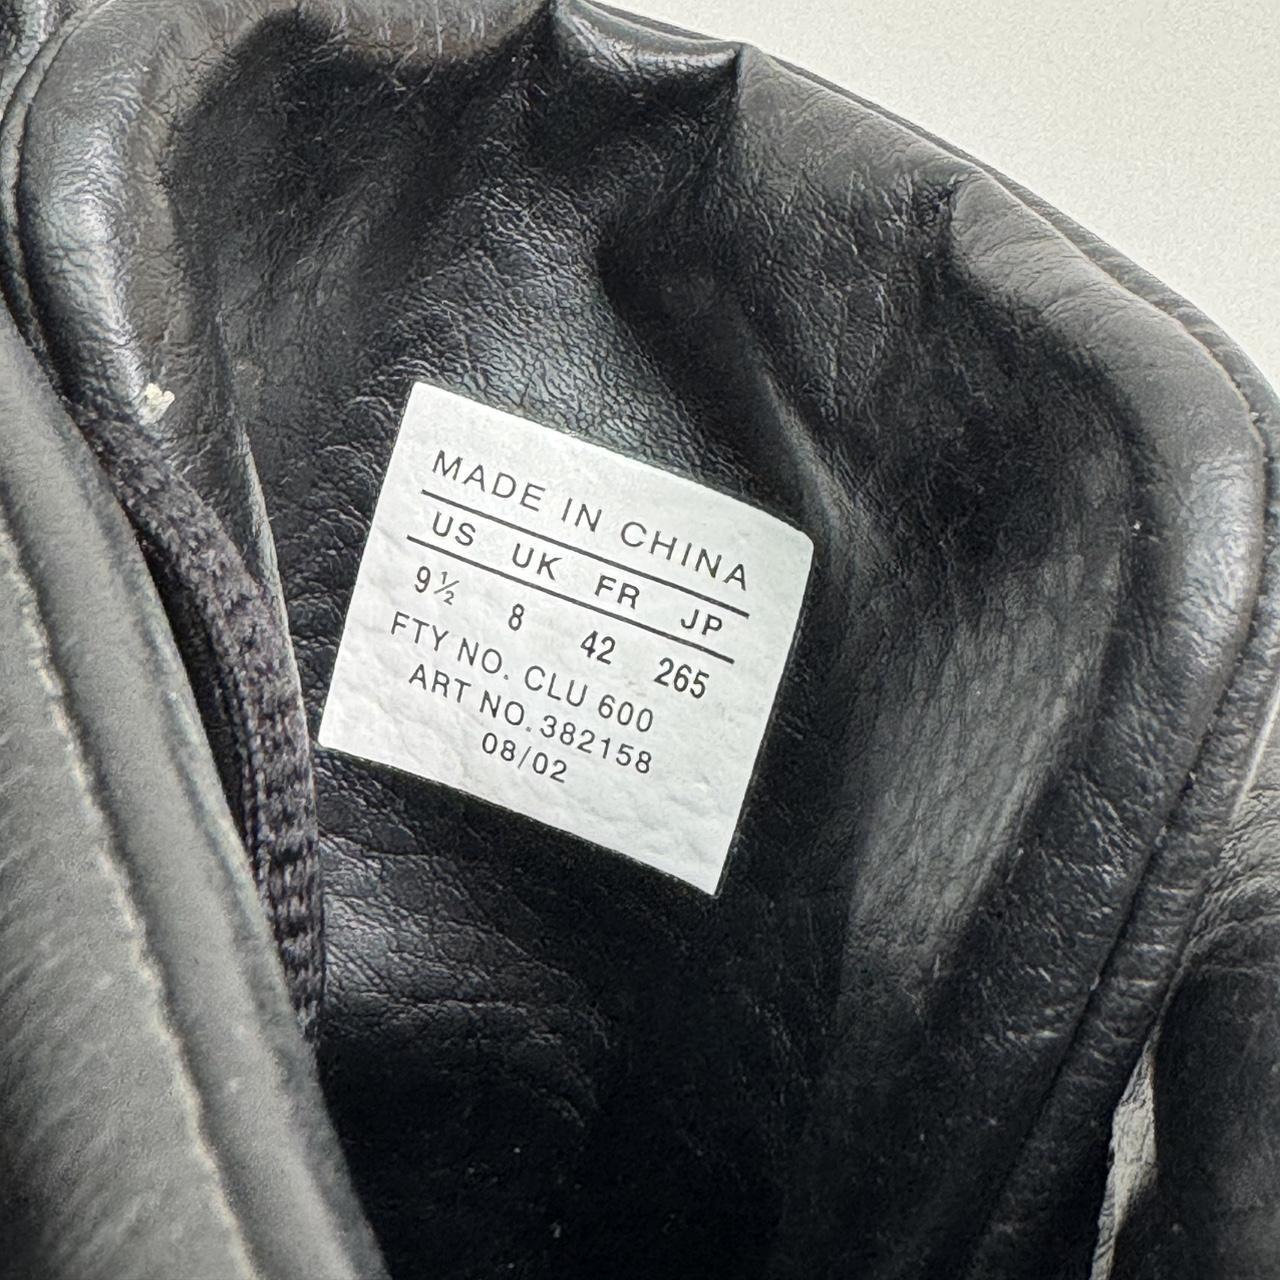 MADE IN CHINA
US UK FR JP
9½ 8 42 265
FTY NO. CLU 600
ART NO. 382158
08/02